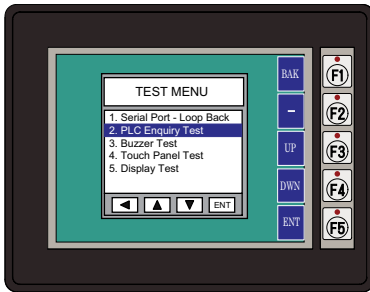 TEST MENU
1. Serial Port - Loop Back
2. PLC Enquiry Test
3. Buzzer Test
4. Touch Panel Test
5. Display Test
ENT
BAK
–
UP
DWN
ENT
F1
F2
F3
F4
F5